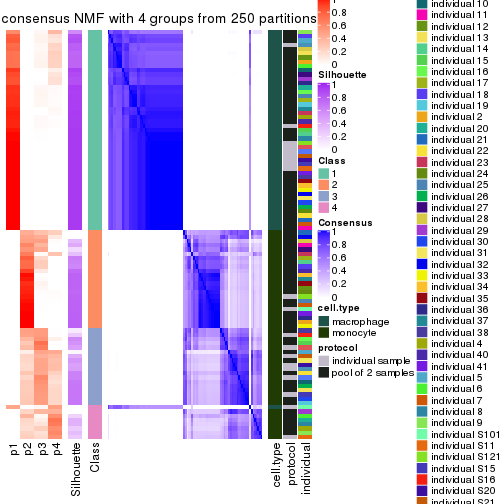 consensus NMF with 4 groups from 250 partitions
p1
p2
p3
p4
Silhouette
Class
cell.type
protocol
individual
0.8
0.6
0.4
0.2
0
Silhouette
1
0.8
0.6
0.4
0.2
0
Class
1
2
3
4
Consensus
1
0.8
0.6
0.4
0.2
0
cell.type
macrophage
monocyte
protocol
individual sample
pool of 2 samples
individual 10
individual 11
individual 12
individual 13
individual 14
individual 15
individual 16
individual 17
individual 18
individual 19
individual 2
individual 20
individual 21
individual 22
individual 23
individual 24
individual 25
individual 26
individual 27
individual 28
individual 29
individual 30
individual 31
individual 32
individual 33
individual 34
individual 35
individual 36
individual 37
individual 38
individual 4
individual 40
individual 41
individual 5
individual 6
individual 7
individual 8
individual 9
individual S101
individual S11
individual S121
individual S15
individual S16
individual S20
individual S21